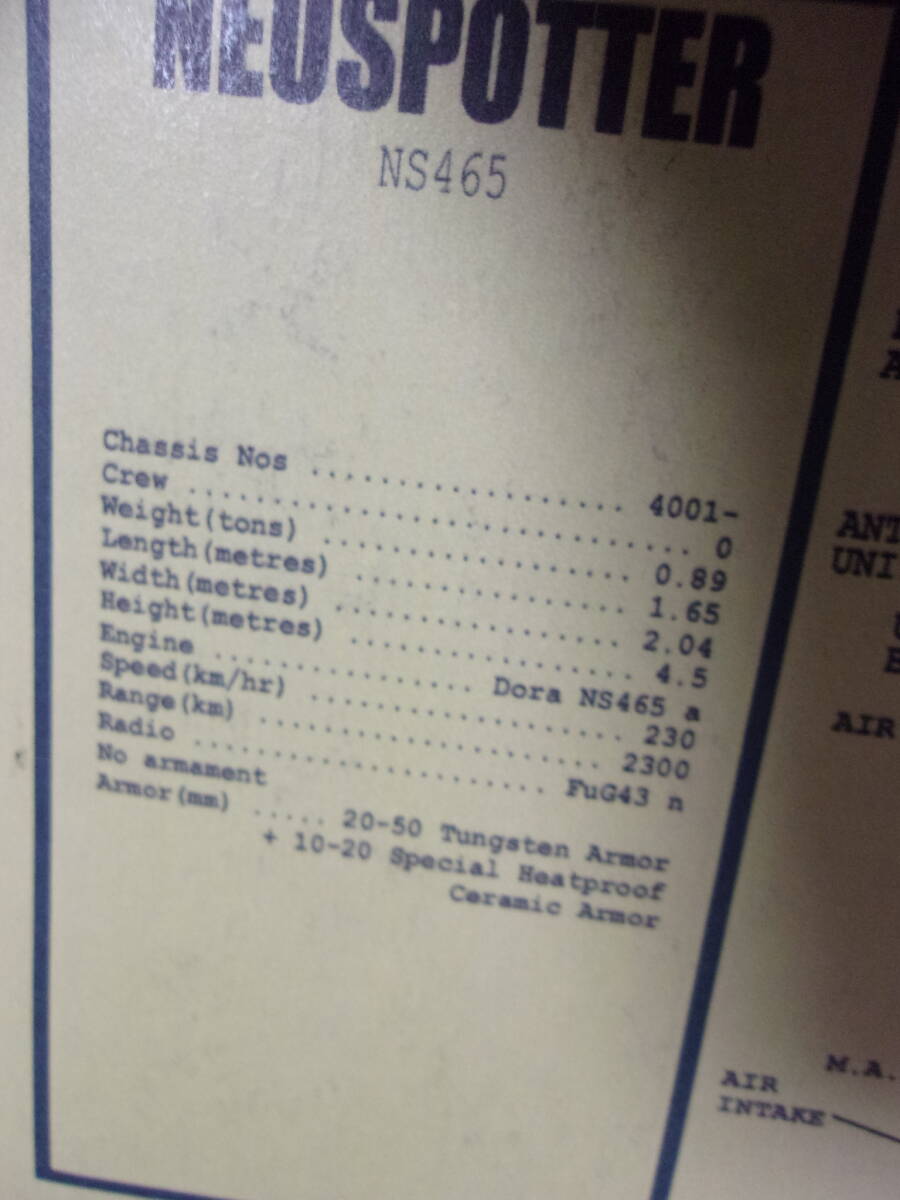 NEUSPOTTER
NS465
Chassis Nos .................. 4001-
Crew ............................ 0
Weight(tons) .................. 0.89
Length(metres) ................ 1.65
Width(metres) ................. 2.04
Height(metres) ................. 4.5
Engine ............. Dora NS465 a
Speed(km/hr) .................. 230
Range(km) ................... 2300
Radio .................... FuG43 n
No armament
Armor(mm) ..... 20-50 Tungsten Armor
+ 10-20 Special Heatproof
Ceramic Armor
ANT
UNI
AIR
M.A.
AIR
INTAKE